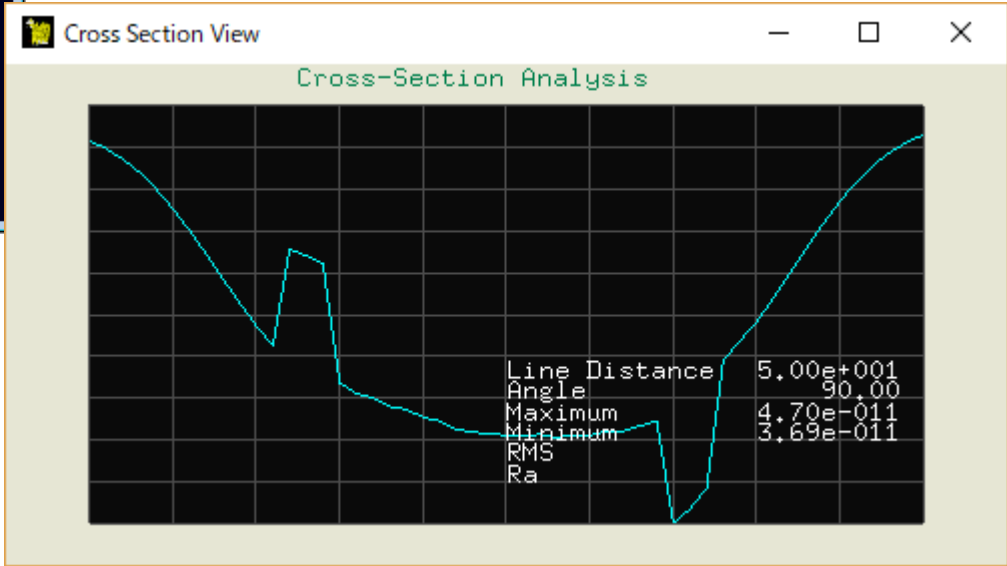 Cross Section View
Cross-Section Analysis
Line Distance 5.00e+001
Angle 90.00
Maximum 4.70e-011
Minimum 3.69e-011
RMS
Ra